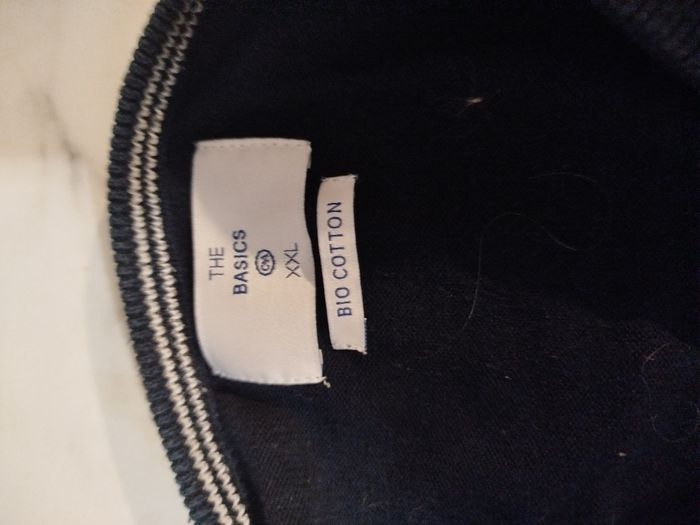 THE
BASICS
XXL
BIO COTTON